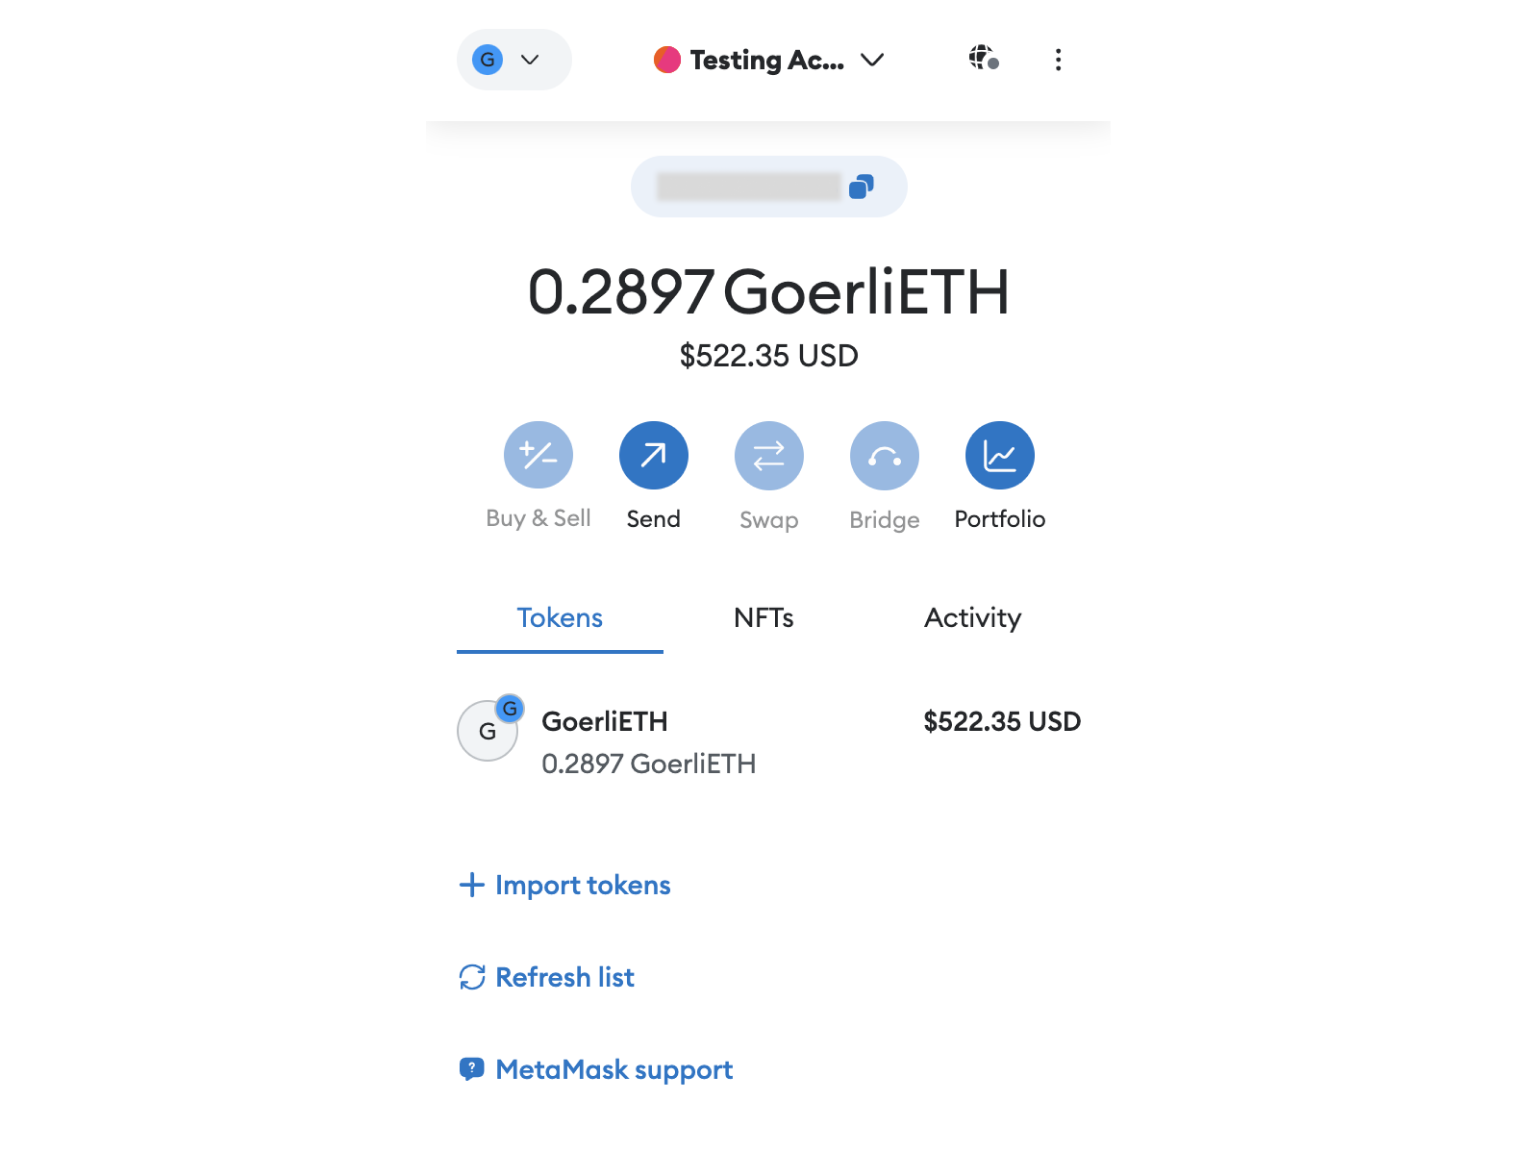 G
Testing Ac...
0.2897 GoerliETH
$522.35 USD
Buy & Sell
Send
Swap
Bridge
Portfolio
Tokens
NFTs
Activity
G
G
GoerliETH
$522.35 USD
0.2897 GoerliETH
Import tokens
Refresh list
? MetaMask support